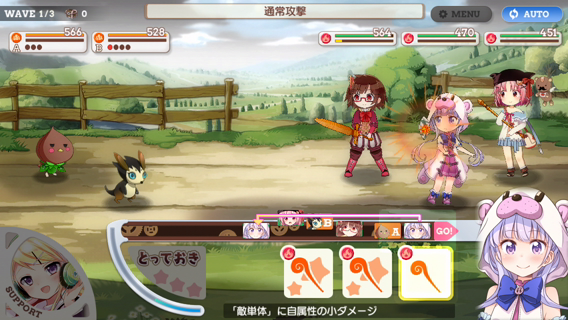 WAVE 1/3 0
通常攻撃
MENU
AUTO
566
A
528
B
564
470
451
B
A
GO!
とっておき
SUPPORT
「敵単体」に自属性の小ダメージ